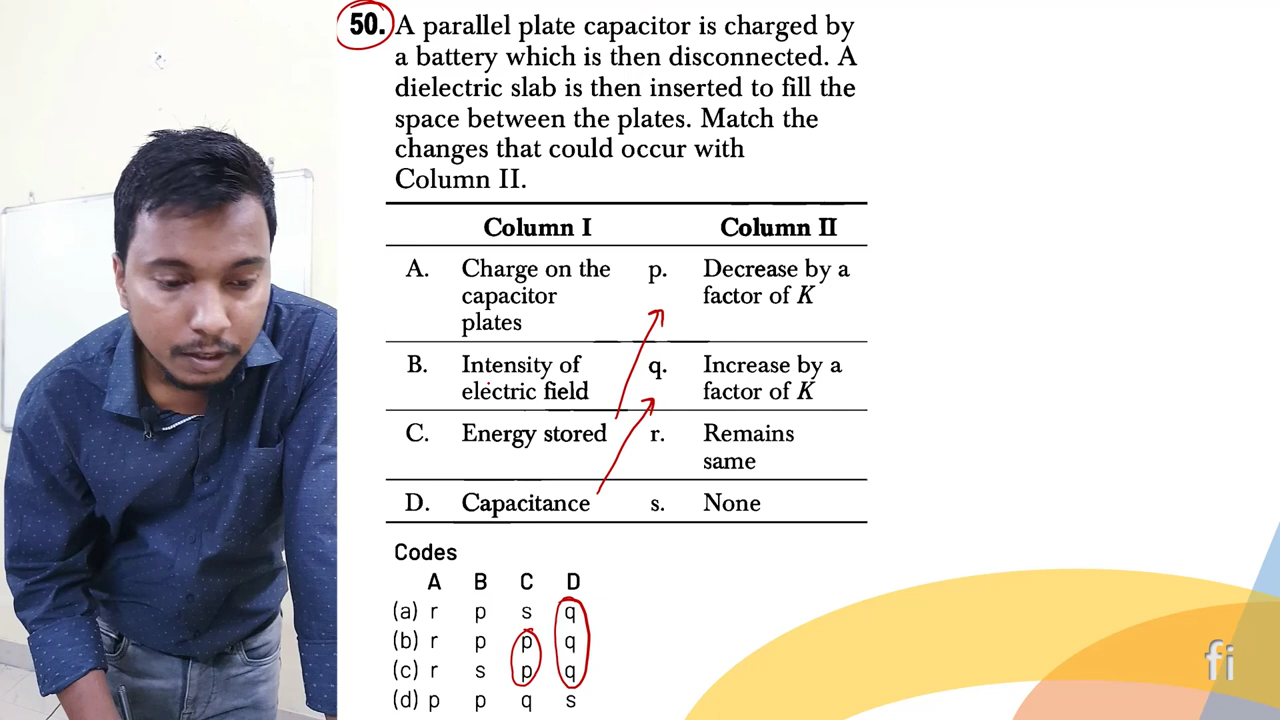 50. A parallel plate capacitor is charged by
a battery which is then disconnected. A
dielectric slab is then inserted to fill the
space between the plates. Match the
changes that could occur with
Column II.
Column I Column II
A. Charge on the capacitor plates p. Decrease by a factor of K
B. Intensity of electric field q. Increase by a factor of K
C. Energy stored r. Remains same
D. Capacitance s. None
Codes
A B C D
(a) r p s q
(b) r p p q
(c) r s p q
(d) p p q s
fi